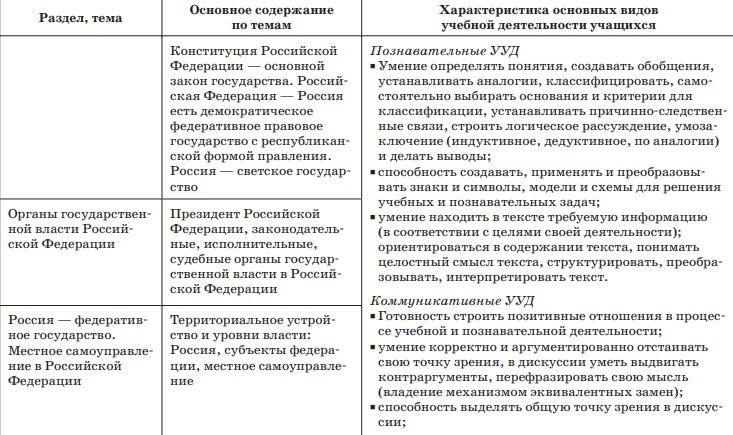 Раздел, тема
Основное содержание
по темам
Характеристика основных видов
учебной деятельности учащихся
Конституция Российской
Федерации — основной
закон государства. Россий-
ская Федерация — Россия
есть демократическое
федеративное правовое
государство с республикан-
ской формой правления.
Россия — светское государ-
ство
Органы государствен-
ной власти Россий-
ской Федерации
Президент Российской
Федерации, законодатель-
ные, исполнительные,
судебные органы государ-
ственной власти в Россий-
ской Федерации
Россия — федератив-
ное государство.
Местное самоуправле-
ние в Российской
Федерации
Территориальное устрой-
ство и уровни власти:
Россия, субъекты федера-
ции, местное самоуправле-
ние
Познавательные УУД
▪ Умение определять понятия, создавать обобщения,
устанавливать аналогии, классифицировать, само-
стоятельно выбирать основания и критерии для
классификации, устанавливать причинно-следствен-
ные связи, строить логическое рассуждение, умоза-
ключение (индуктивное, дедуктивное, по аналогии)
и делать выводы;
▪ способность создавать, применять и преобразовы-
вать знаки и символы, модели и схемы для решения
учебных и познавательных задач;
▪ умение находить в тексте требуемую информацию
(в соответствии с целями своей деятельности);
ориентироваться в содержании текста, понимать
целостный смысл текста, структурировать, преобра-
зовывать, интерпретировать текст.
Коммуникативные УУД
▪ Готовность строить позитивные отношения в процес-
се учебной и познавательной деятельности;
▪ умение корректно и аргументированно отстаивать
свою точку зрения, в дискуссии уметь выдвигать
контраргументы, перефразировать свою мысль
(владение механизмом эквивалентных замен);
▪ способность выделять общую точку зрения в дискус-
сии;